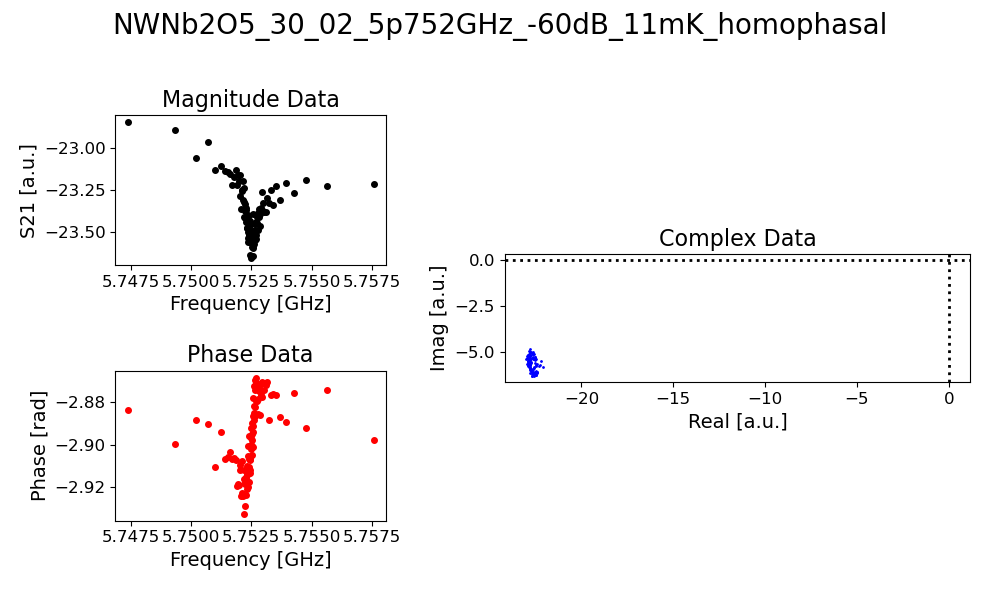 NWNb2O5_30_02_5p752GHz_-60dB_11mK_homophasal
Magnitude Data
S21 [a.u.]
−23.00
−23.25
−23.50
5.7475 5.7500 5.7525 5.7550 5.7575
Frequency [GHz]
Phase Data
Phase [rad]
−2.88
−2.90
−2.92
5.7475 5.7500 5.7525 5.7550 5.7575
Frequency [GHz]
Complex Data
Imag [a.u.]
0.0
−2.5
−5.0
−20 −15 −10 −5 0
Real [a.u.]